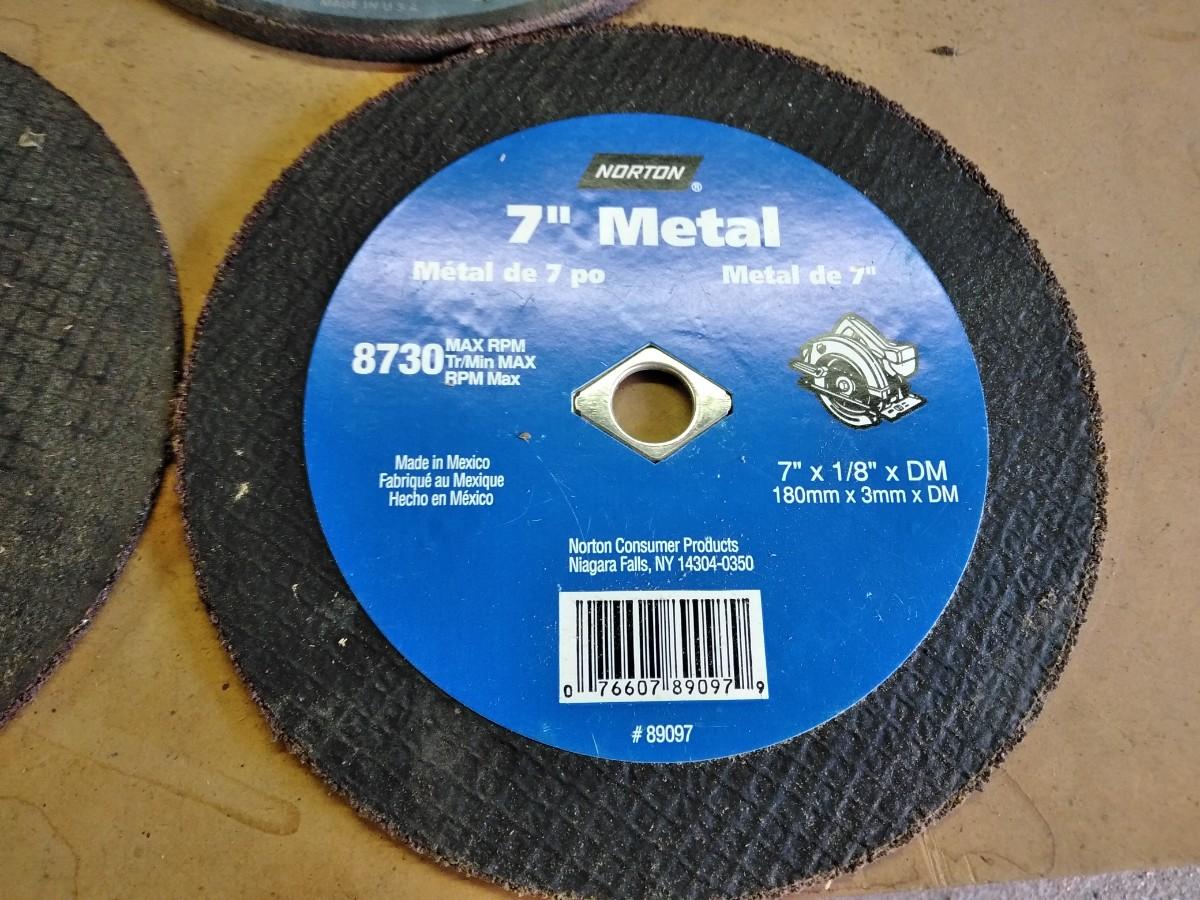 MADE IN U.S.A.
NORTON®
7" Metal
Métal de 7 po
Metal de 7"
8730 MAX RPM
Tr/Min MAX
RPM Max
Made in Mexico
Fabriqué au Mexique
Hecho en México
7" x 1/8" x DM
180mm x 3mm x DM
Norton Consumer Products
Niagara Falls, NY 14304-0350
0 76607 89097 9
# 89097